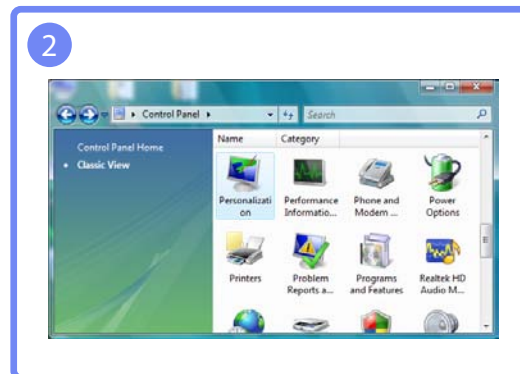 2
Control Panel
Search
Control Panel Home
Classic View
Name Category
Personalizati
on
Performance
Informatio...
Phone and
Modem ...
Power
Options
Printers
Problem
Reports a...
Programs
and Features
Realtek HD
Audio M...